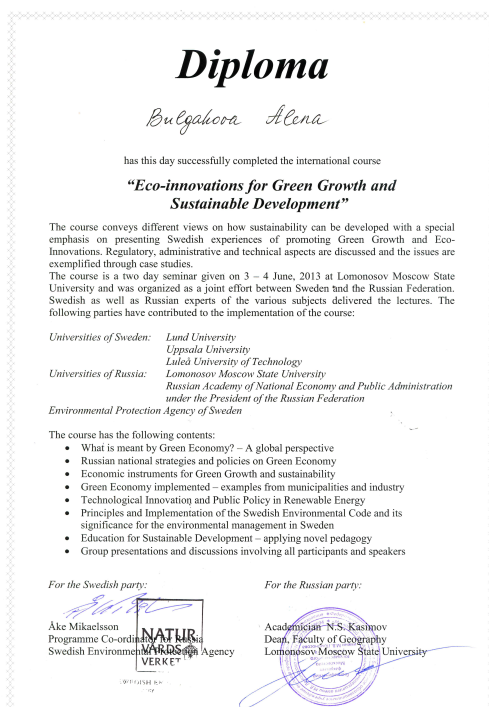 Diploma
Bulgakova Alena
has this day successfully completed the international course
“Eco-innovations for Green Growth and
Sustainable Development”
The course conveys different views on how sustainability can be developed with a special
emphasis on presenting Swedish experiences of promoting Green Growth and Eco-
Innovations. Regulatory, administrative and technical aspects are discussed and the issues are
exemplified through case studies.
The course is a two day seminar given on 3 – 4 June, 2013 at Lomonosov Moscow State
University and was organized as a joint effort between Sweden and the Russian Federation.
Swedish as well as Russian experts of the various subjects delivered the lectures. The
following parties have contributed to the implementation of the course:
Universities of Sweden: Lund University
Uppsala University
Luleå University of Technology
Universities of Russia: Lomonosov Moscow State University
Russian Academy of National Economy and Public Administration
under the President of the Russian Federation
Environmental Protection Agency of Sweden
The course has the following contents:
• What is meant by Green Economy? – A global perspective
• Russian national strategies and policies on Green Economy
• Economic instruments for Green Growth and sustainability
• Green Economy implemented – examples from municipalities and industry
• Technological Innovation and Public Policy in Renewable Energy
• Principles and Implementation of the Swedish Environmental Code and its
significance for the environmental management in Sweden
• Education for Sustainable Development – applying novel pedagogy
• Group presentations and discussions involving all participants and speakers
For the Swedish party: For the Russian party:
Åke Mikaelsson Academician N.S. Kasimov
Programme Co-ordinator for Russia Dean, Faculty of Geography
Swedish Environmental Protection Agency Lomonosov Moscow State University
NATUR
VÅRDS
VERKET
SWEDISH